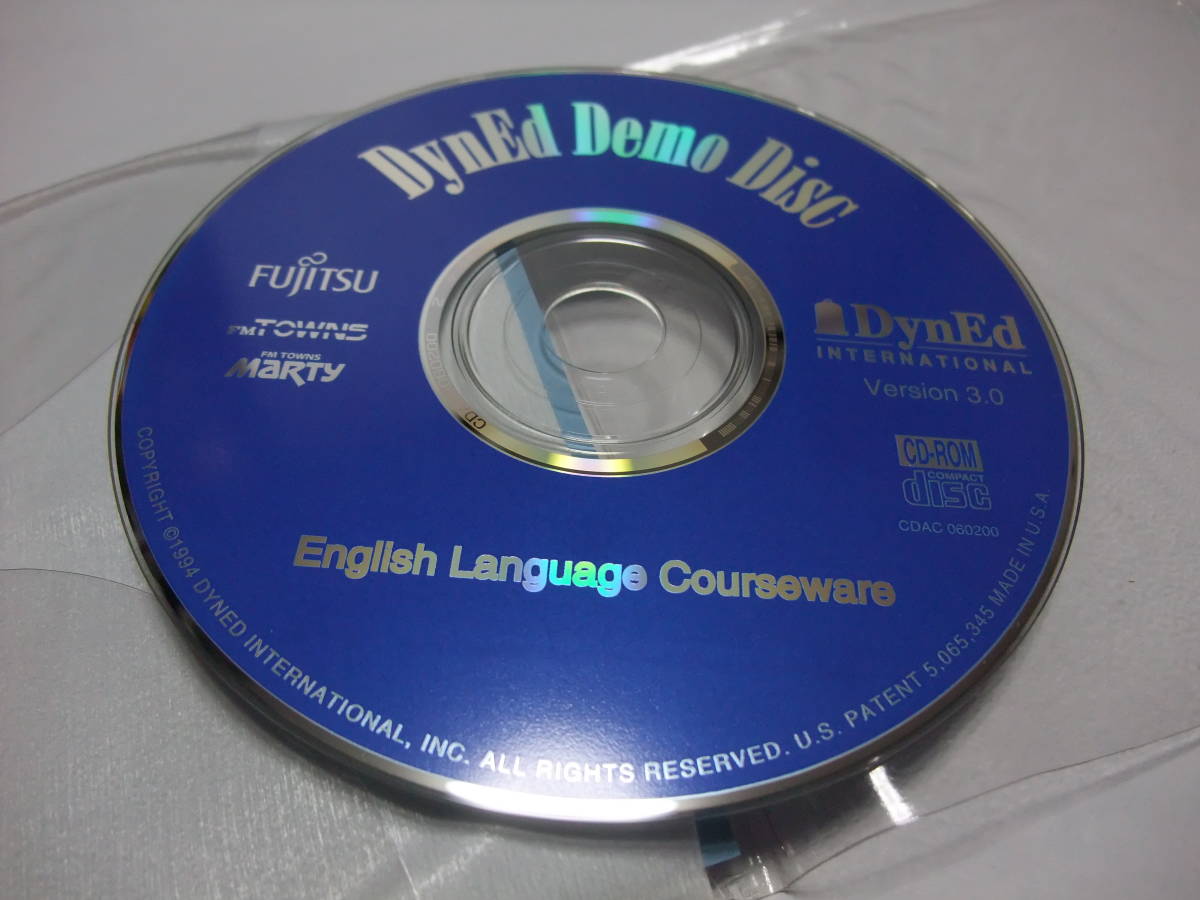 DynEd Demo Disc
FUJITSU
FM TOWNS
FM TOWNS
MARTY
DynEd
INTERNATIONAL
Version 3.0
CD-ROM
COMPACT
disc
CDAC 060200
English Language Courseware
COPYRIGHT ©1994 DYNED INTERNATIONAL, INC. ALL RIGHTS RESERVED. U.S. PATENT 5,065,345 MADE IN U.S.A